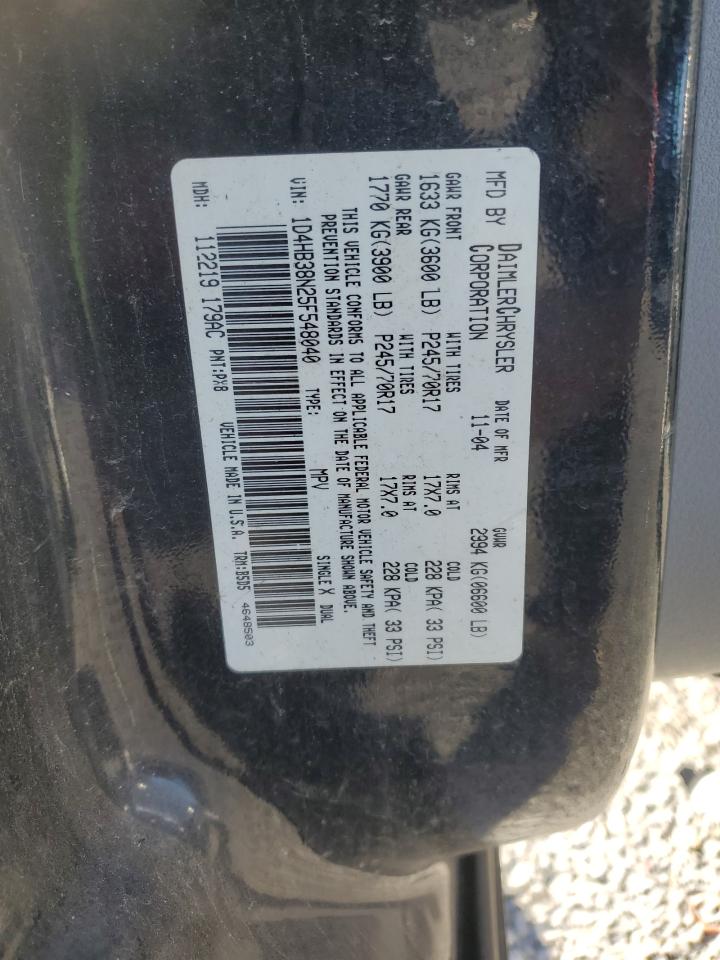 MFD BY DAIMLERCHRYSLER CORPORATION DATE OF MFR 11-04 GVWR 2394 KG(06600 LB)
GAWR FRONT WITH TIRES RIMS AT COLD
1633 KG(3600 LB) P245/70R17 17X7.0 228 KPA( 33 PSI)
GAWR REAR WITH TIRES RIMS AT COLD
1770 KG(3900 LB) P245/70R17 17X7.0 228 KPA( 33 PSI)
THIS VEHICLE CONFORMS TO ALL APPLICABLE FEDERAL MOTOR VEHICLE SAFETY AND THEFT
PREVENTION STANDARDS IN EFFECT ON THE DATE OF MANUFACTURE SHOWN ABOVE.
VIN: 1D4HB38N25F548040 TYPE: MPV SINGLE X DUAL
MDH: 112219 179AC PNT:PX8 VEHICLE MADE IN U.S.A. TRM:B5D5 4648503